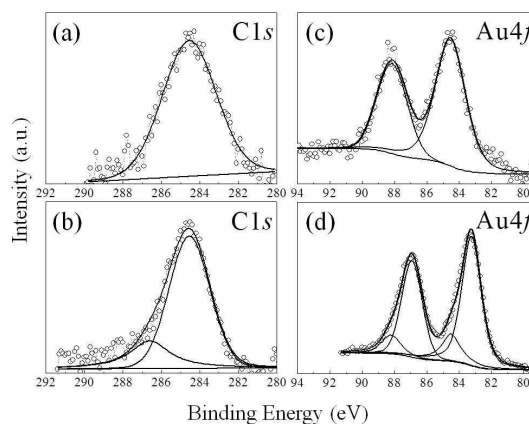 (a) C1s
(c) Au4f
292 290 288 286 284 282 280
94 92 90 88 86 84 82 80
(b) C1s
(d) Au4f
292 290 288 286 284 282 280
94 92 90 88 86 84 82 80
Intensity (a.u.)
Binding Energy (eV)